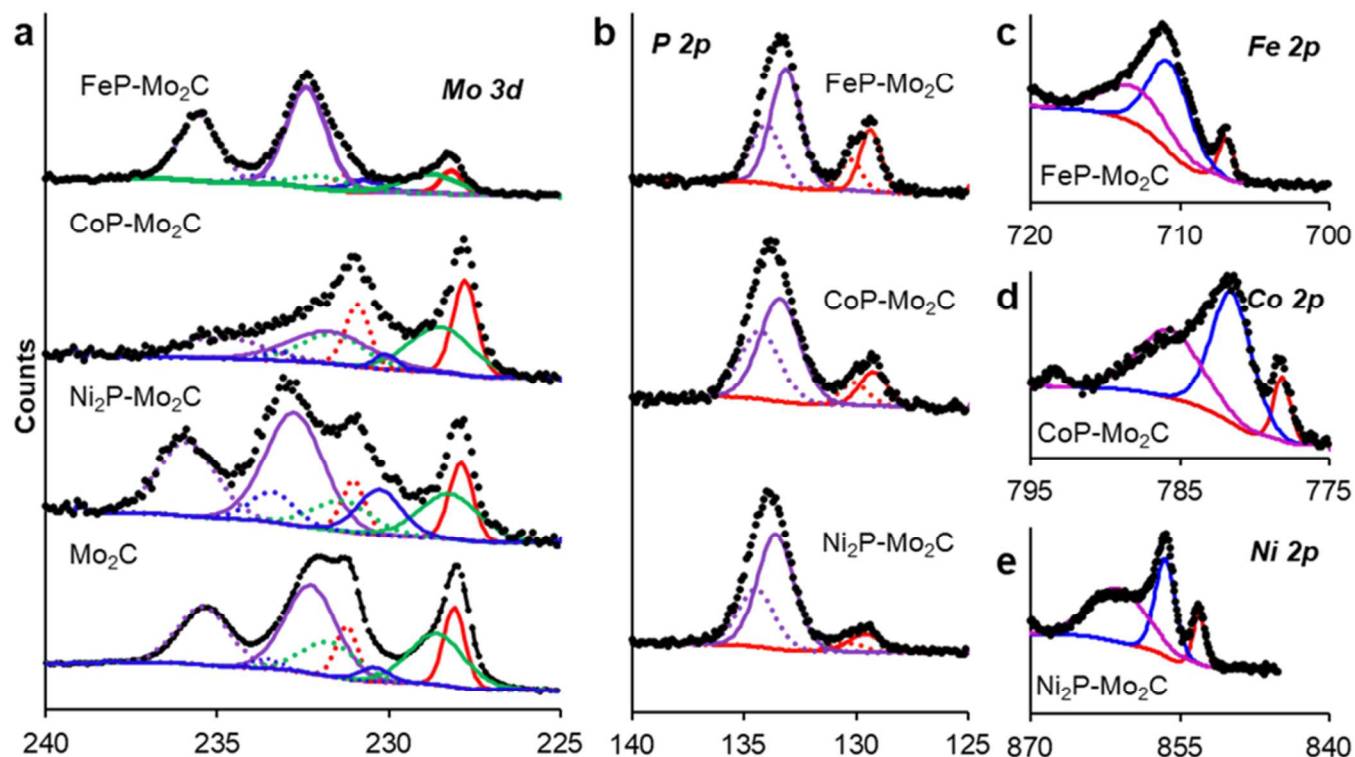 a
Mo 3d
FeP-Mo₂C
CoP-Mo₂C
Ni₂P-Mo₂C
Mo₂C
Counts
240 235 230 225
b
P 2p
FeP-Mo₂C
CoP-Mo₂C
Ni₂P-Mo₂C
140 135 130 125
c
Fe 2p
FeP-Mo₂C
720 710 700
d
Co 2p
CoP-Mo₂C
795 785 775
e
Ni 2p
Ni₂P-Mo₂C
870 855 840